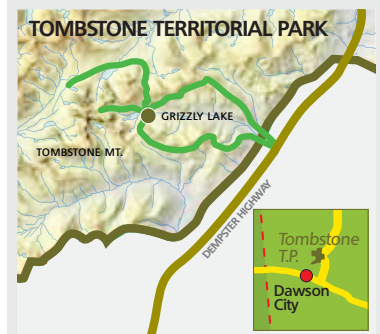 TOMBSTONE TERRITORIAL PARK
GRIZZLY LAKE
TOMBSTONE MT.
DEMPSTER HIGHWAY
Tombstone
T.P.
Dawson
City